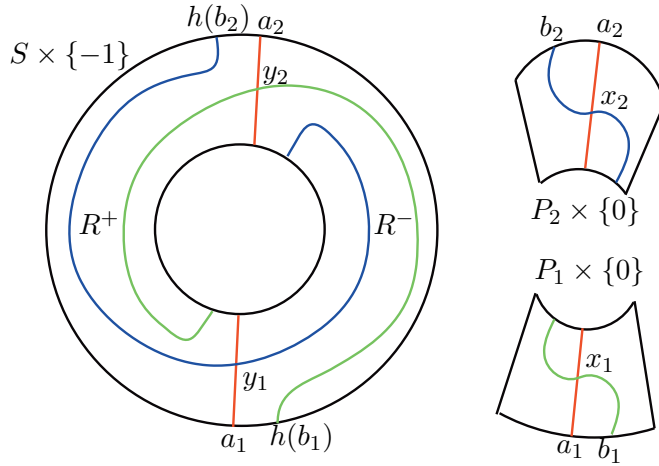 h(b₂) a₂
S × {−1}
y₂
R⁺ R⁻
y₁
a₁ h(b₁)
b₂ a₂
x₂
P₂ × {0}
P₁ × {0}
x₁
a₁ b₁